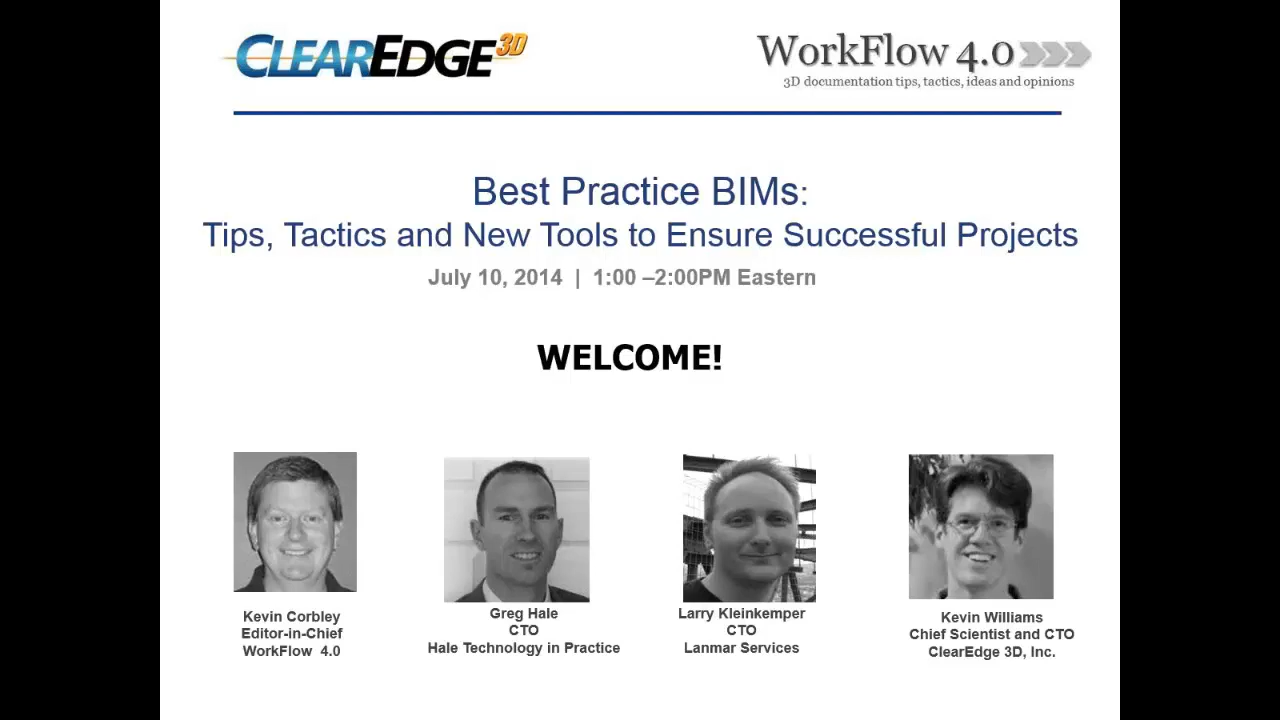 CLEAREDGE3D
WorkFlow 4.0
3D documentation tips, tactics, ideas and opinions
Best Practice BIMs:
Tips, Tactics and New Tools to Ensure Successful Projects
July 10, 2014 | 1:00 –2:00PM Eastern
WELCOME!
Kevin Corbley
Editor-in-Chief
WorkFlow 4.0
Greg Hale
CTO
Hale Technology in Practice
Larry Kleinkemper
CTO
Lanmar Services
Kevin Williams
Chief Scientist and CTO
ClearEdge 3D, Inc.